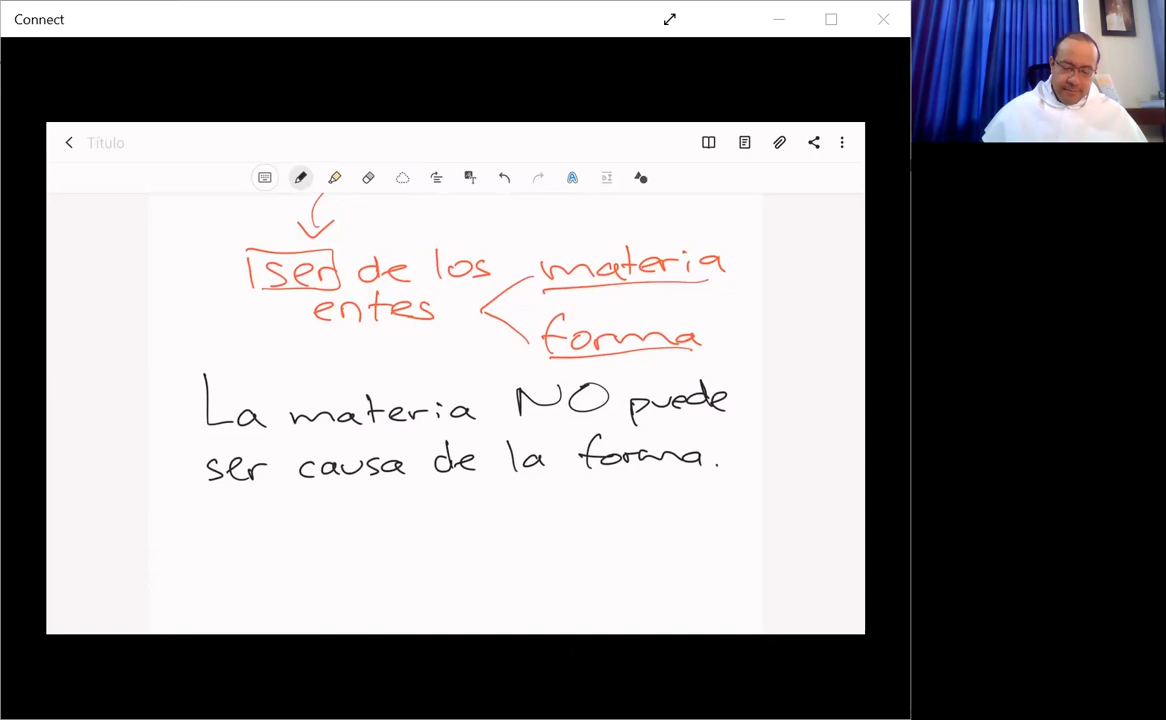 Connect
Título
ser de los materia
entes
forma
La materia NO puede
ser causa de la forma.